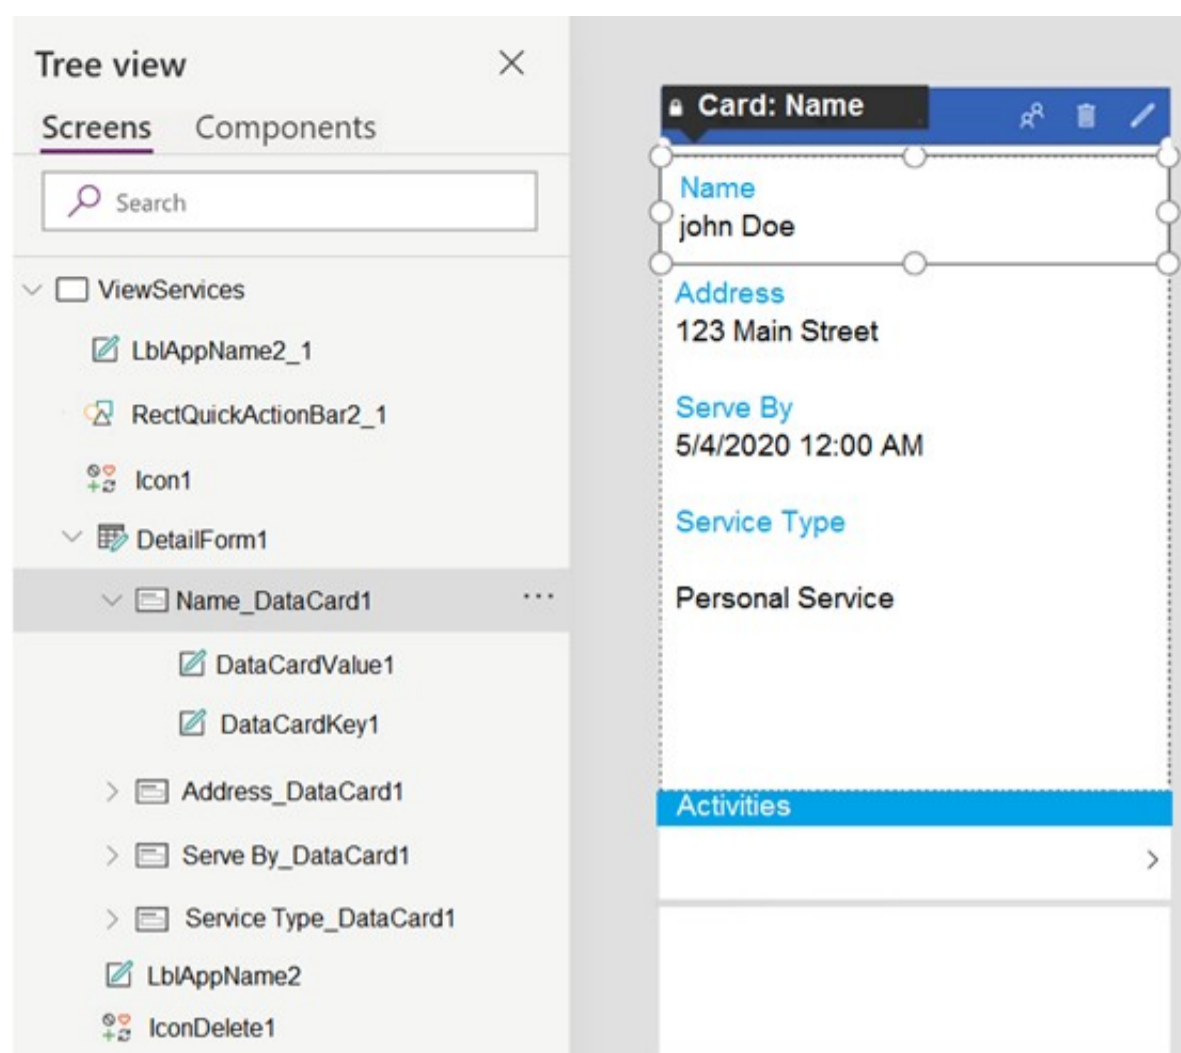 Tree view
Screens Components
Search
ViewServices
LblAppName2_1
RectQuickActionBar2_1
Icon1
DetailForm1
Name_DataCard1
DataCardValue1
DataCardKey1
Address_DataCard1
Serve By_DataCard1
Service Type_DataCard1
LblAppName2
IconDelete1
Card: Name
Name
john Doe
Address
123 Main Street
Serve By
5/4/2020 12:00 AM
Service Type
Personal Service
Activities